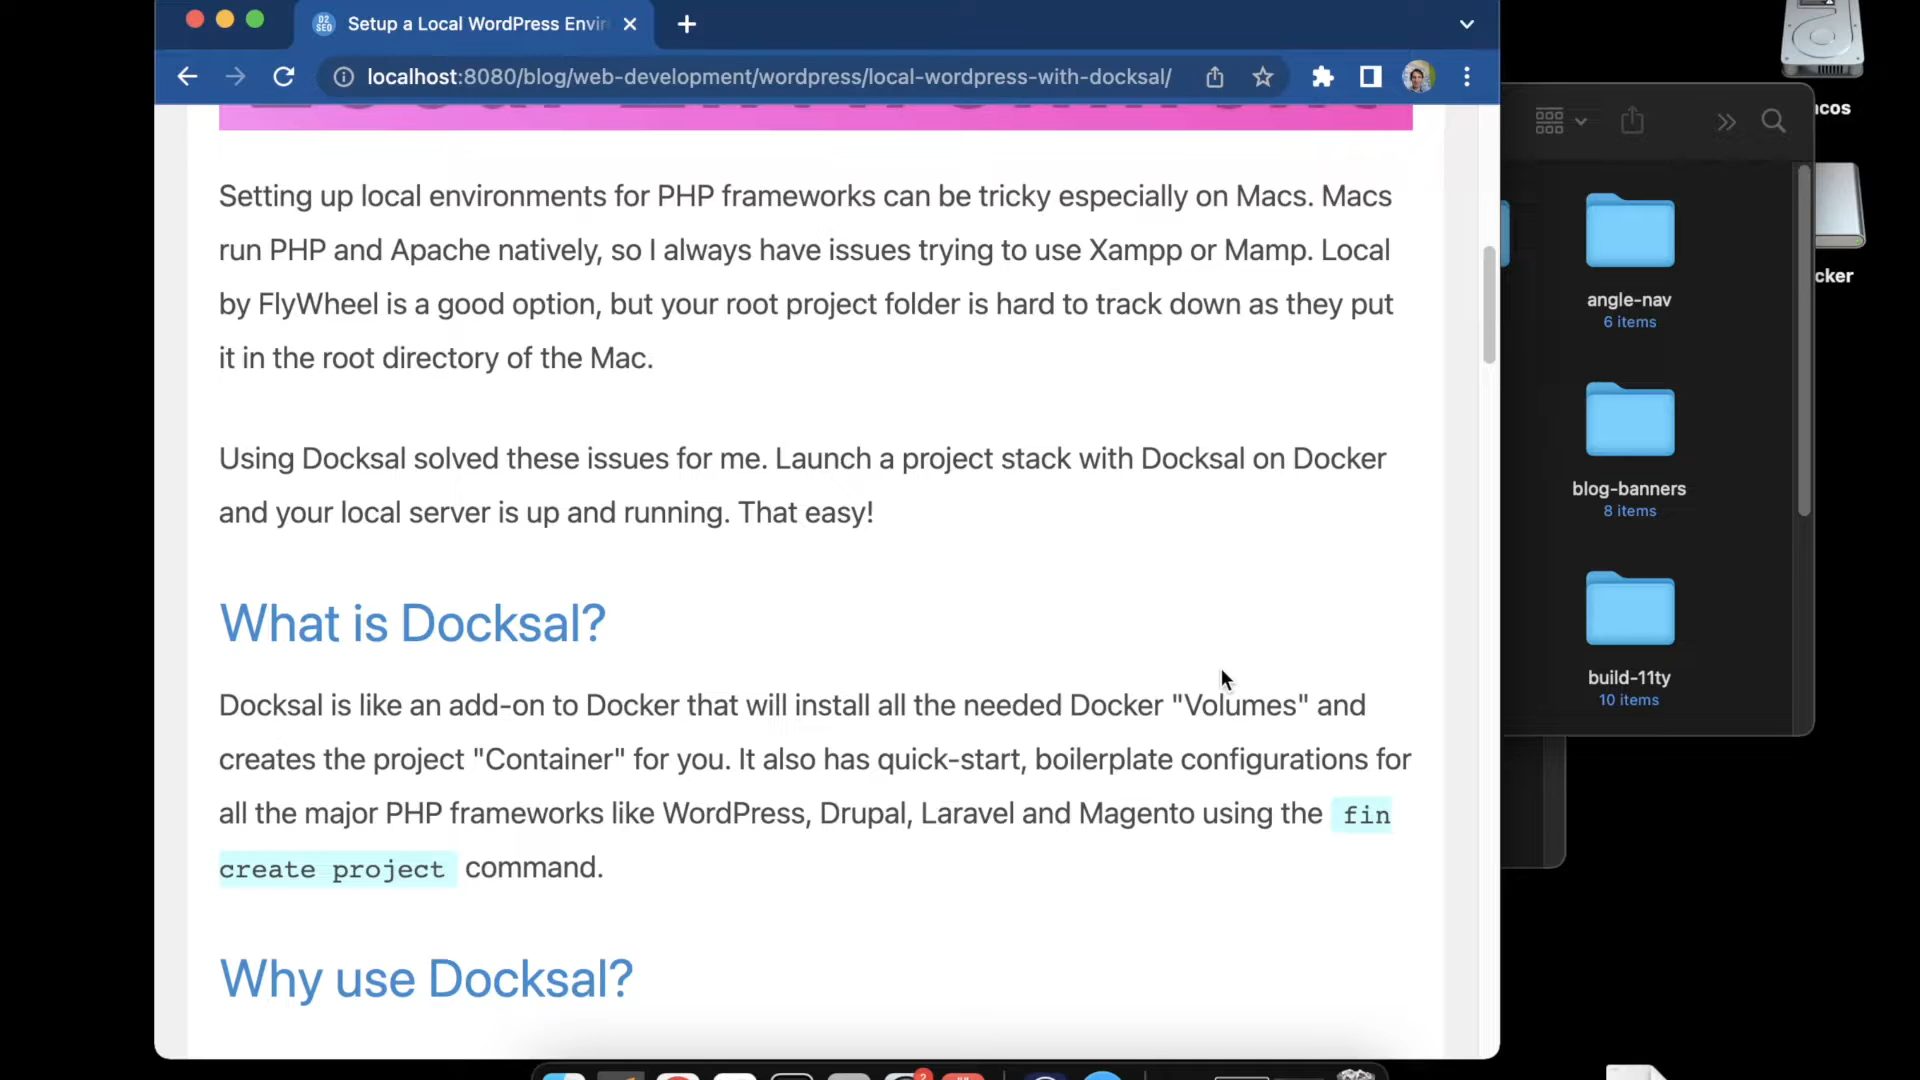 D2
SEO
Setup a Local WordPress Envir
localhost:8080/blog/web-development/wordpress/local-wordpress-with-docksal/
Setting up local environments for PHP frameworks can be tricky especially on Macs. Macs
run PHP and Apache natively, so I always have issues trying to use Xampp or Mamp. Local
by FlyWheel is a good option, but your root project folder is hard to track down as they put
it in the root directory of the Mac.
Using Docksal solved these issues for me. Launch a project stack with Docksal on Docker
and your local server is up and running. That easy!
What is Docksal?
Docksal is like an add-on to Docker that will install all the needed Docker "Volumes" and
creates the project "Container" for you. It also has quick-start, boilerplate configurations for
all the major PHP frameworks like WordPress, Drupal, Laravel and Magento using the fin
create project command.
Why use Docksal?
cos
cker
angle-nav
6 items
blog-banners
8 items
build-11ty
10 items
2